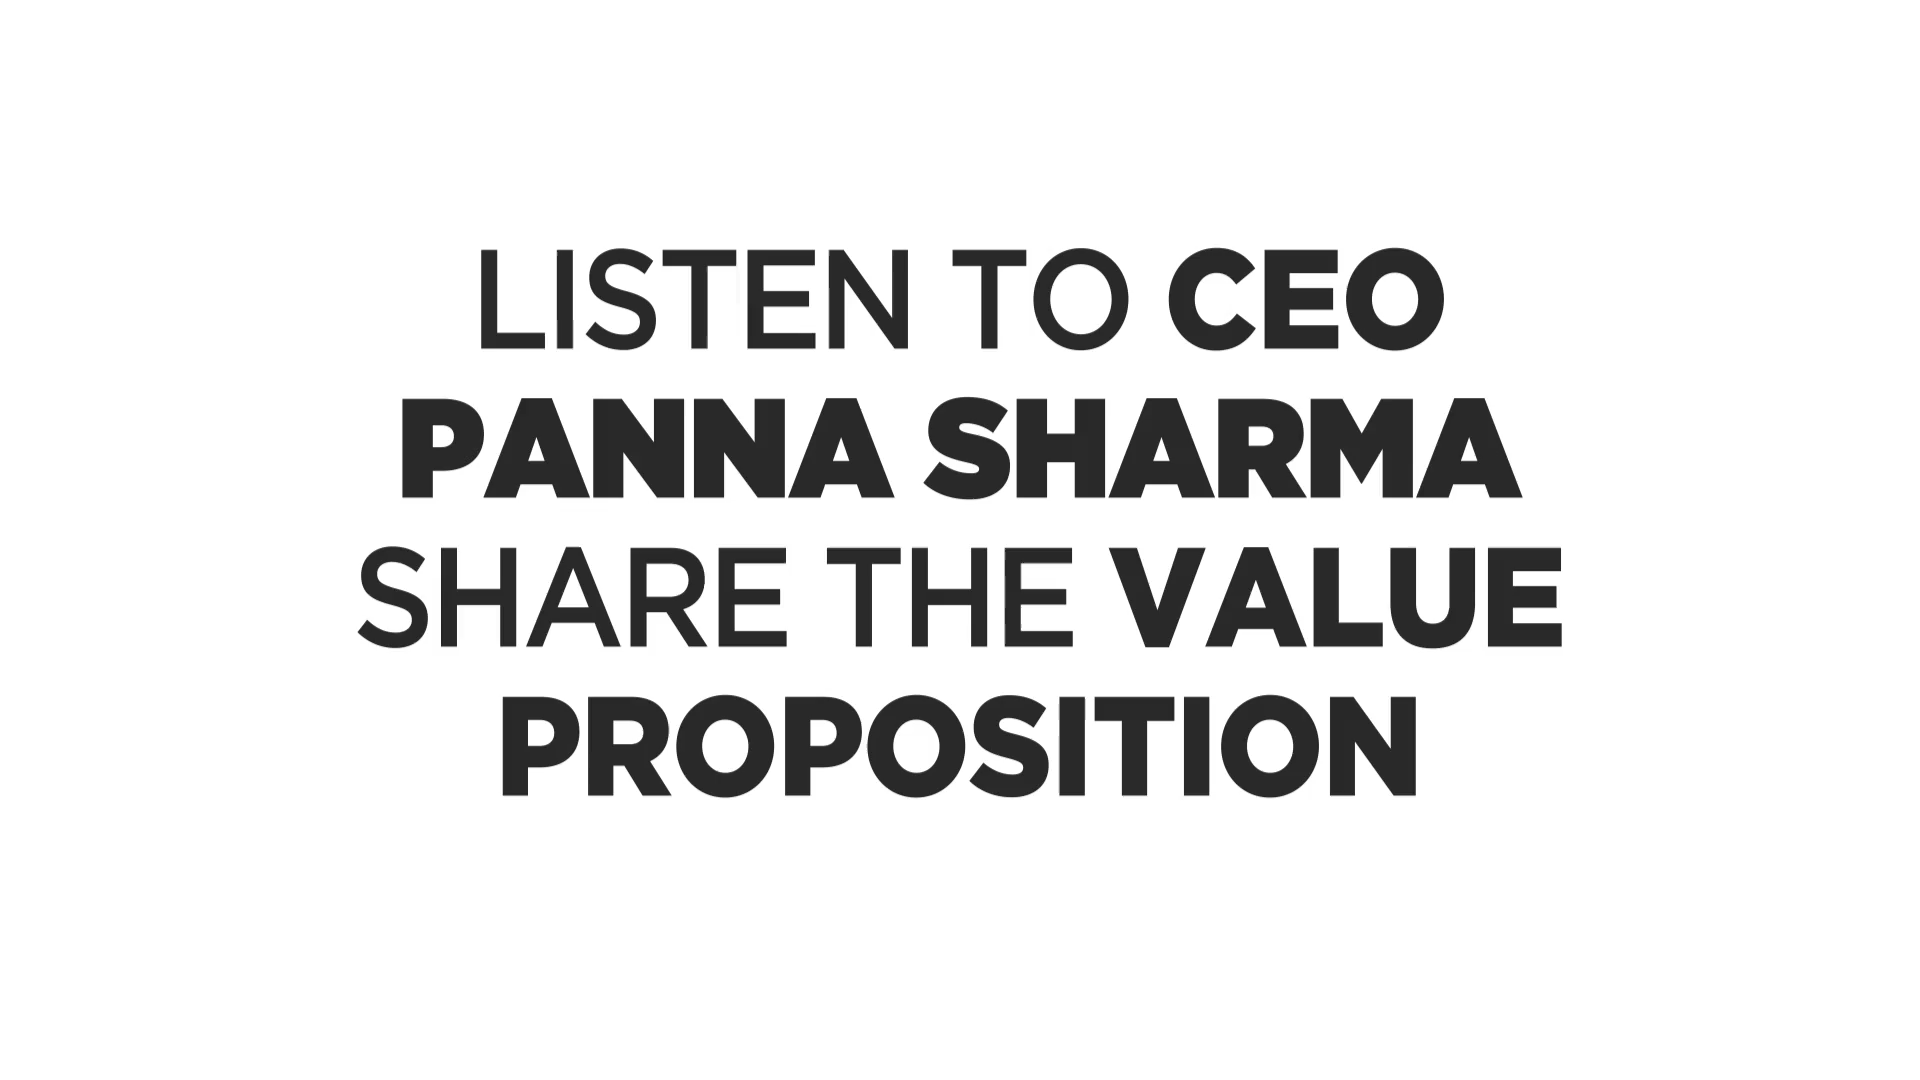 LISTEN TO CEO
PANNA SHARMA
SHARE THE VALUE
PROPOSITION